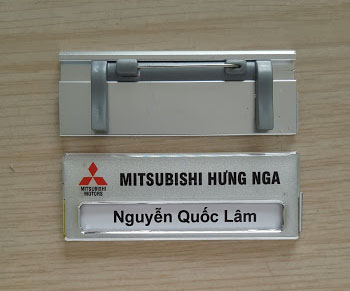 MITSUBISHI HƯNG NGA
MITSUBISHI
MOTORS
Nguyễn Quốc Lâm